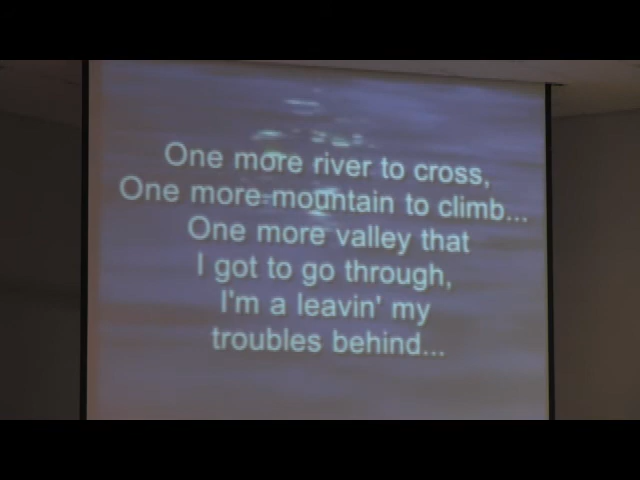 One more river to cross,
One more mountain to climb...
One more valley that
I got to go through,
I'm a leavin' my
troubles behind...